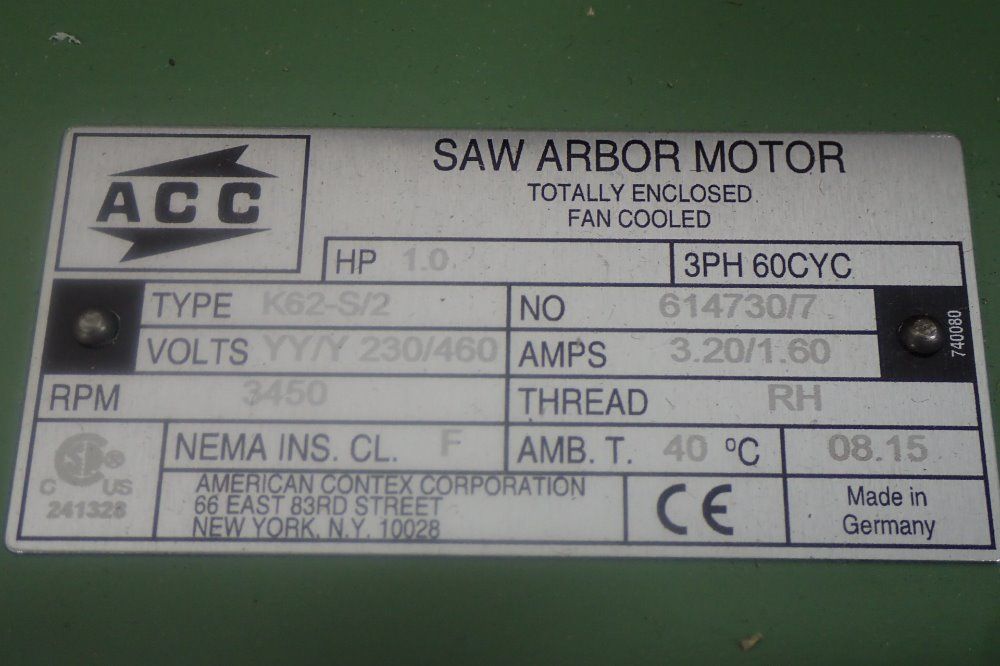 ACC
SAW ARBOR MOTOR
TOTALLY ENCLOSED
FAN COOLED
HP 1.0
3PH 60CYC
TYPE K62-S/2
NO 614730/7
VOLTS YYY 230/460
AMPS 3.20/1.60
740080
RPM 3450
THREAD RH
NEMA INS. CL. F
AMB. T. 40 °C
08.15
C US
241328
AMERICAN CONTEX CORPORATION
66 EAST 83RD STREET
NEW YORK, N.Y. 10028
CE
Made in
Germany